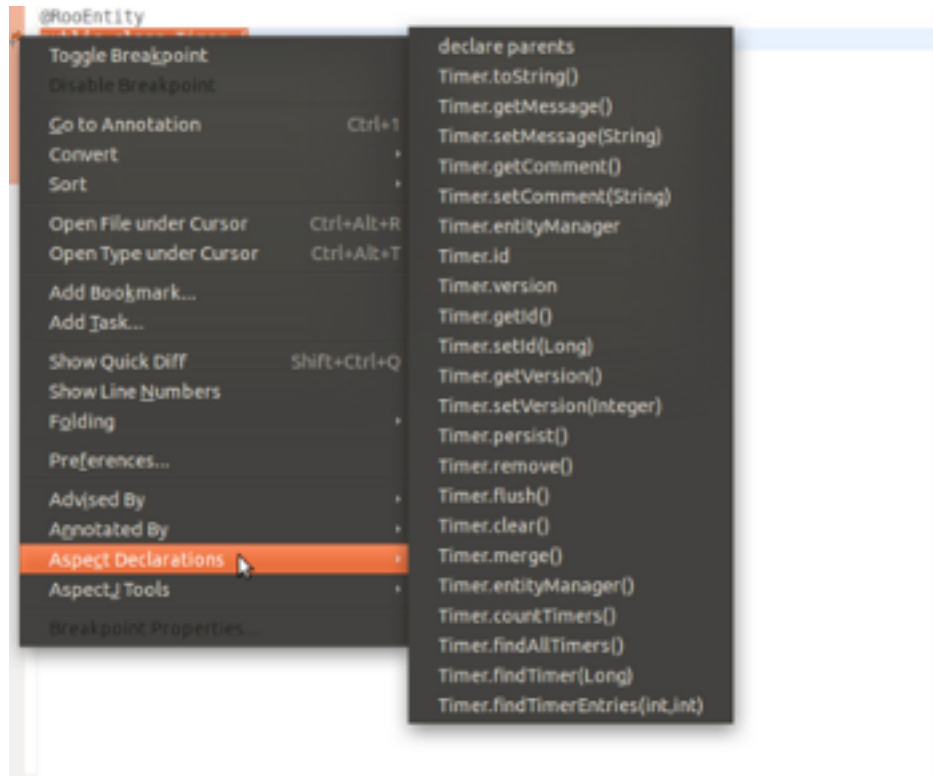 @RooEntity
Toggle Breakpoint
Disable Breakpoint
Go to Annotation Ctrl+1
Convert
Sort
Open File under Cursor Ctrl+Alt+R
Open Type under Cursor Ctrl+Alt+T
Add Bookmark...
Add Task...
Show Quick Diff Shift+Ctrl+Q
Show Line Numbers
Folding
Preferences...
Advised By
Annotated By
Aspect Declarations
AspectJ Tools
Breakpoint Properties...
declare parents
Timer.toString()
Timer.getMessage()
Timer.setMessage(String)
Timer.getComment()
Timer.setComment(String)
Timer.entityManager
Timer.id
Timer.version
Timer.getId()
Timer.setId(Long)
Timer.getVersion()
Timer.setVersion(Integer)
Timer.persist()
Timer.remove()
Timer.flush()
Timer.clear()
Timer.merge()
Timer.entityManager()
Timer.countTimers()
Timer.findAllTimers()
Timer.findTimer(Long)
Timer.findTimerEntries(int,int)